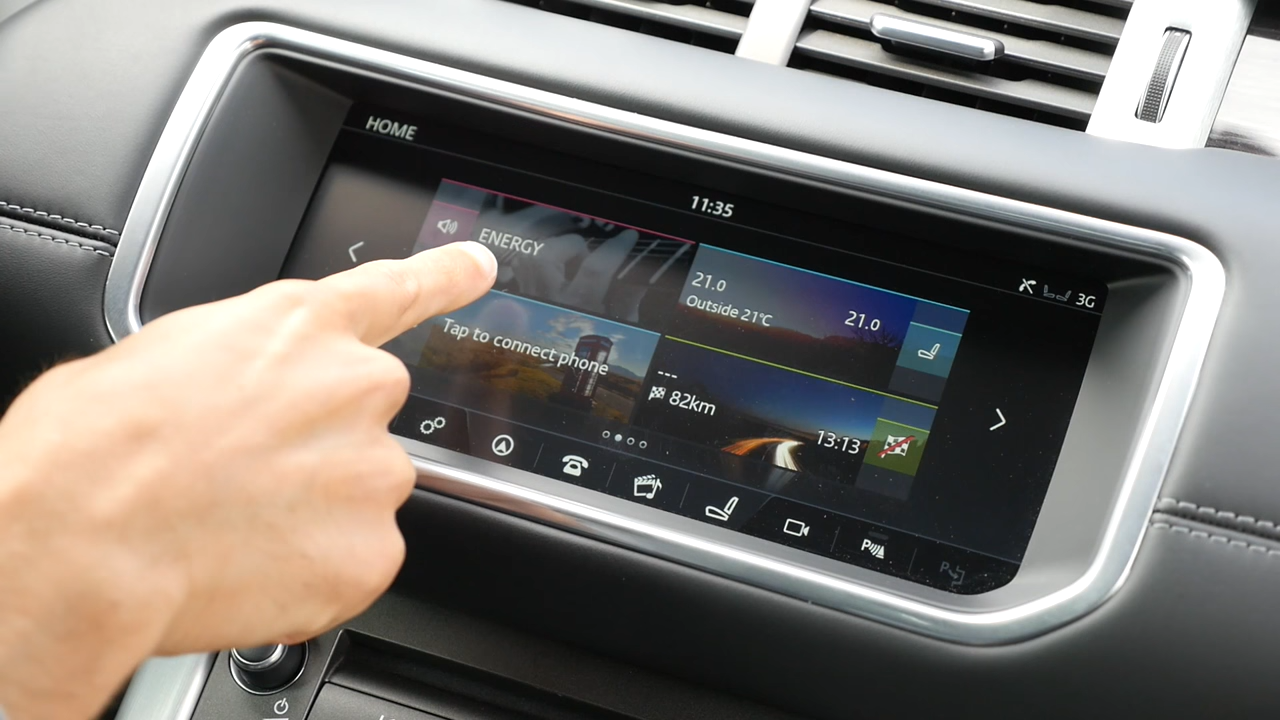 HOME
11:35
3G
ENERGY
21.0
Outside 21°C
21.0
Tap to connect phone
---
82km
13:13
P
P